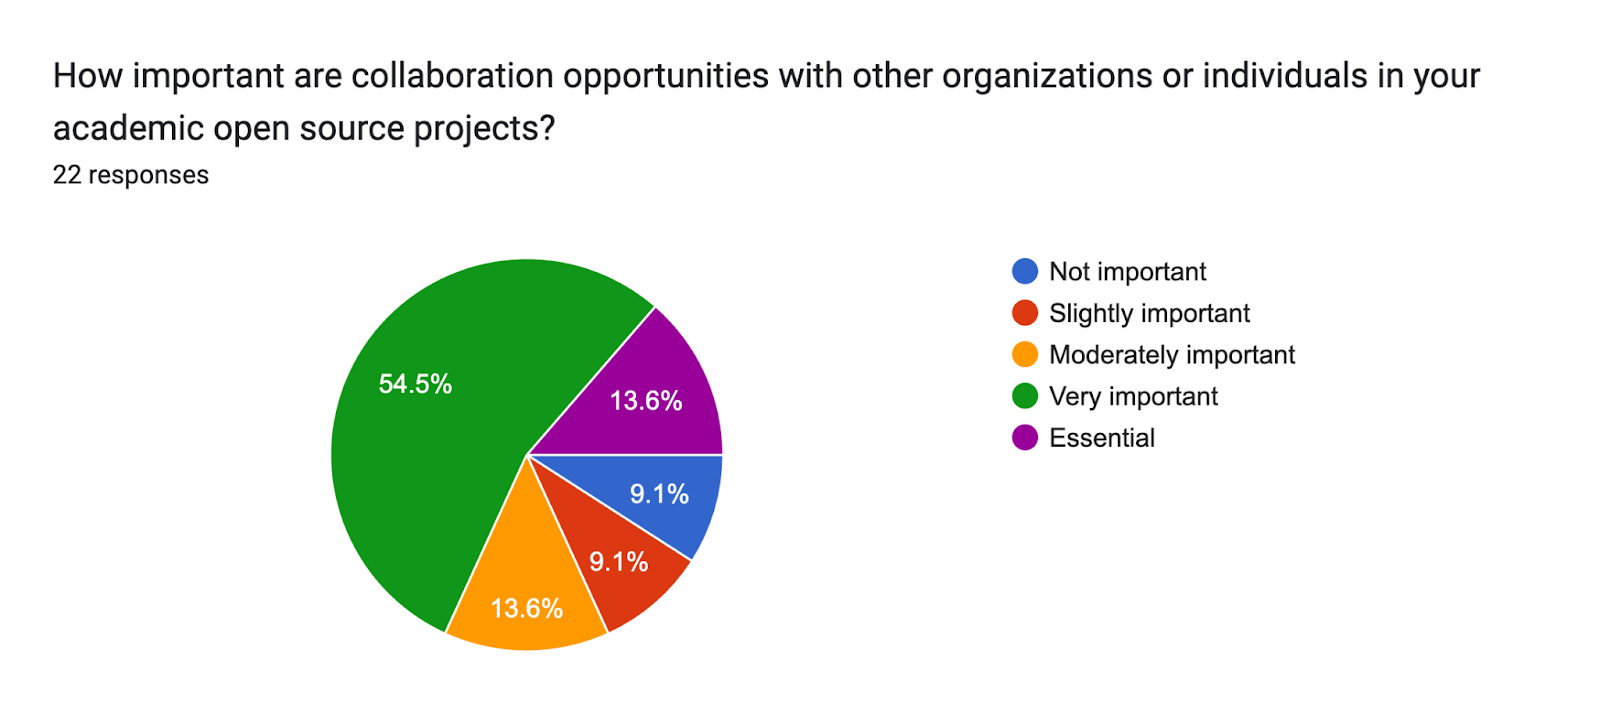 How important are collaboration opportunities with other organizations or individuals in your
academic open source projects?
22 responses
Not important
Slightly important
Moderately important
Very important
Essential
54.5%
13.6%
9.1%
9.1%
13.6%